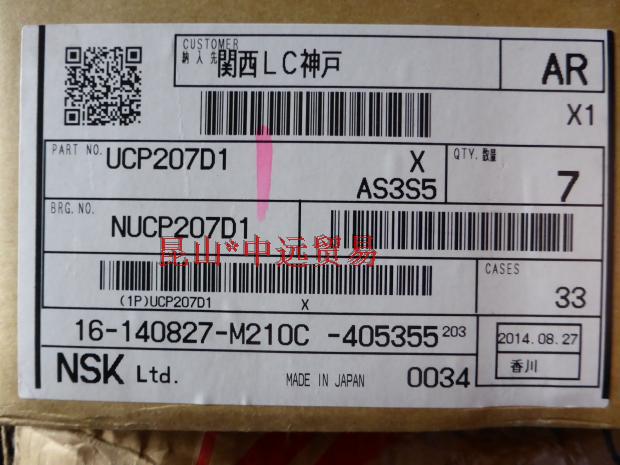 CUSTOMER
納入先 関西LC神戸
AR
X1
PART NO. UCP207D1 X
AS3S5
QTY. 数量
7
BRG. NO.
NUCP207D1
昆山*中远贸易
(1P)UCP207D1 X
CASES
33
16-140827-M210C -405355 203
2014.08.27
香川
NSK Ltd.
MADE IN JAPAN 0034